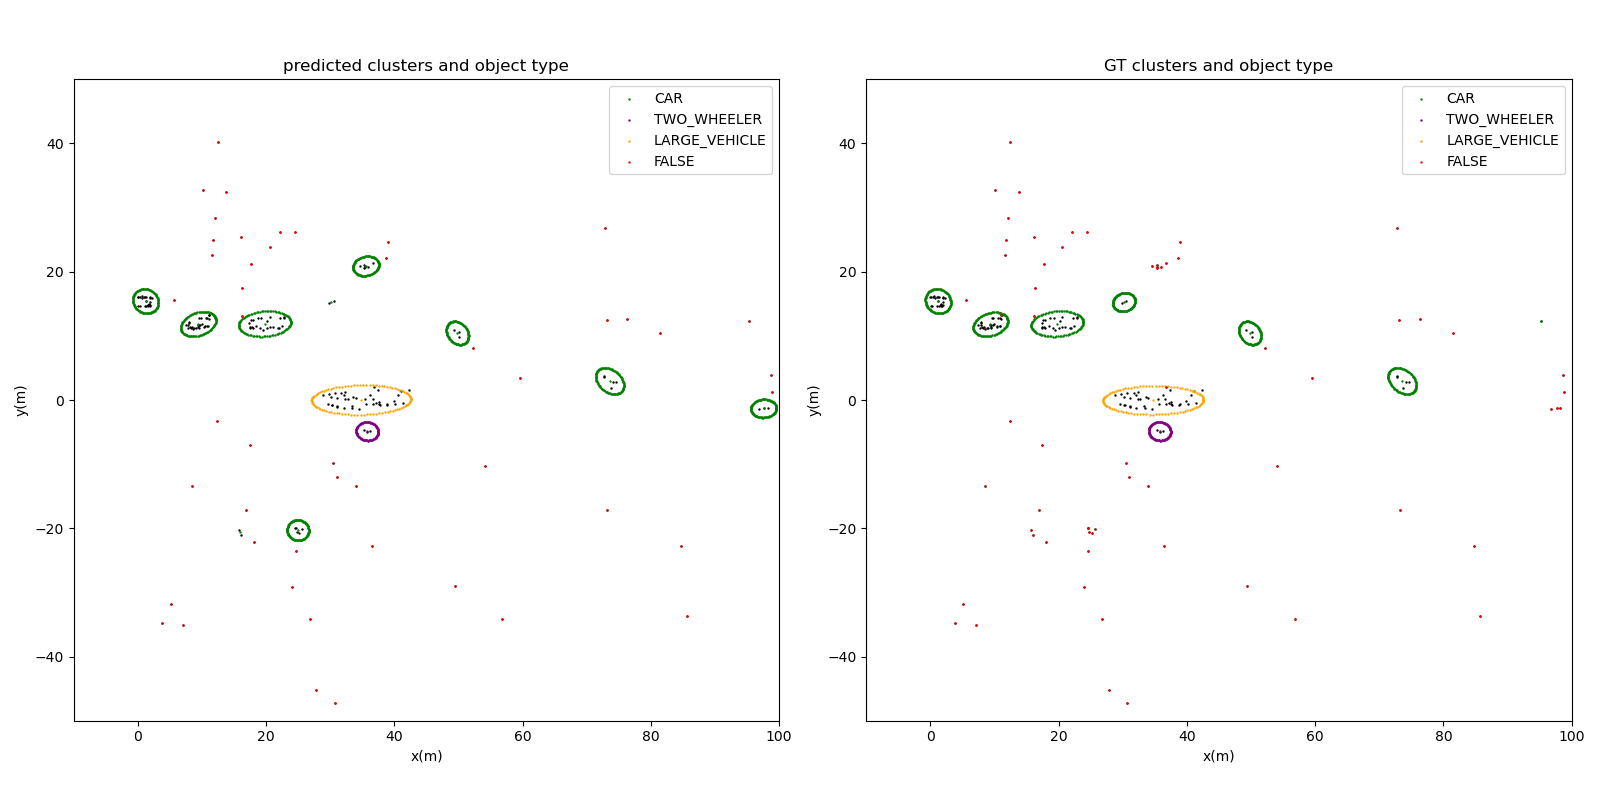 predicted clusters and object type
CAR
TWO_WHEELER
LARGE_VEHICLE
FALSE
40
20
0
−20
−40
y(m)
0
20
40
60
80
100
x(m)
GT clusters and object type
CAR
TWO_WHEELER
LARGE_VEHICLE
FALSE
40
20
0
−20
−40
y(m)
0
20
40
60
80
100
x(m)